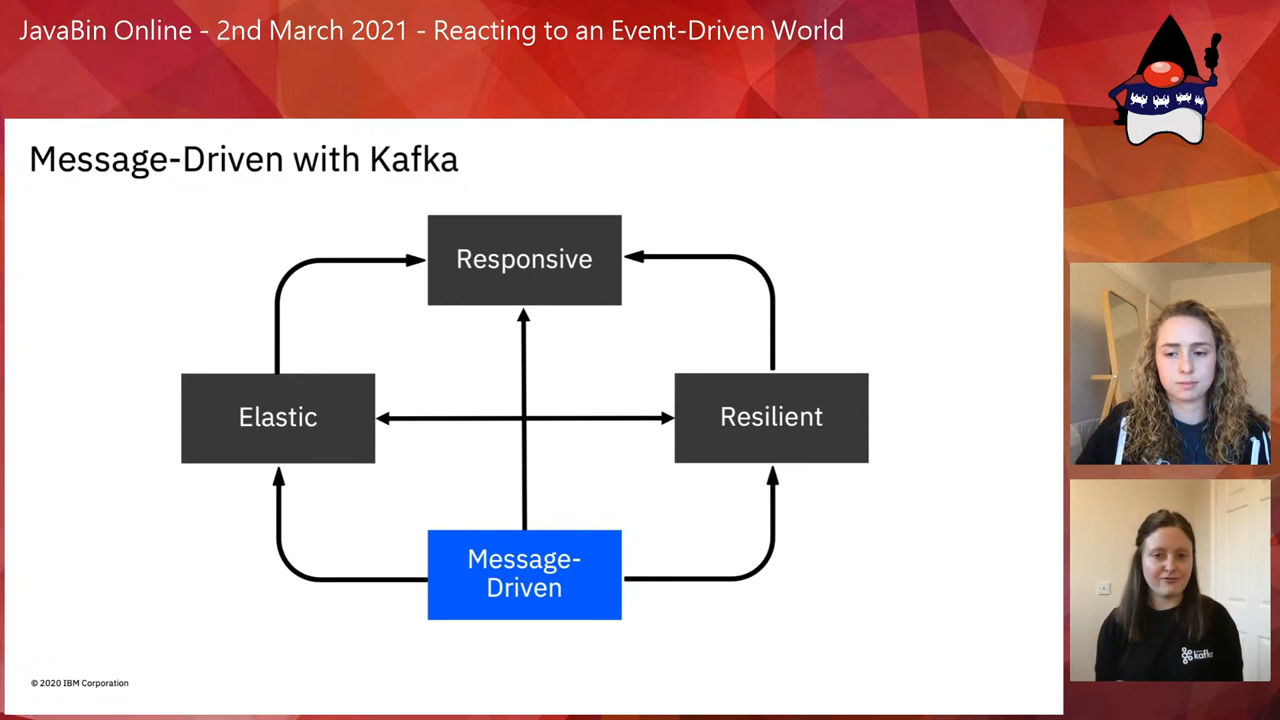 JavaBin Online - 2nd March 2021 - Reacting to an Event-Driven World
Message-Driven with Kafka
Responsive
Elastic
Resilient
Message-
Driven
© 2020 IBM Corporation
kafka